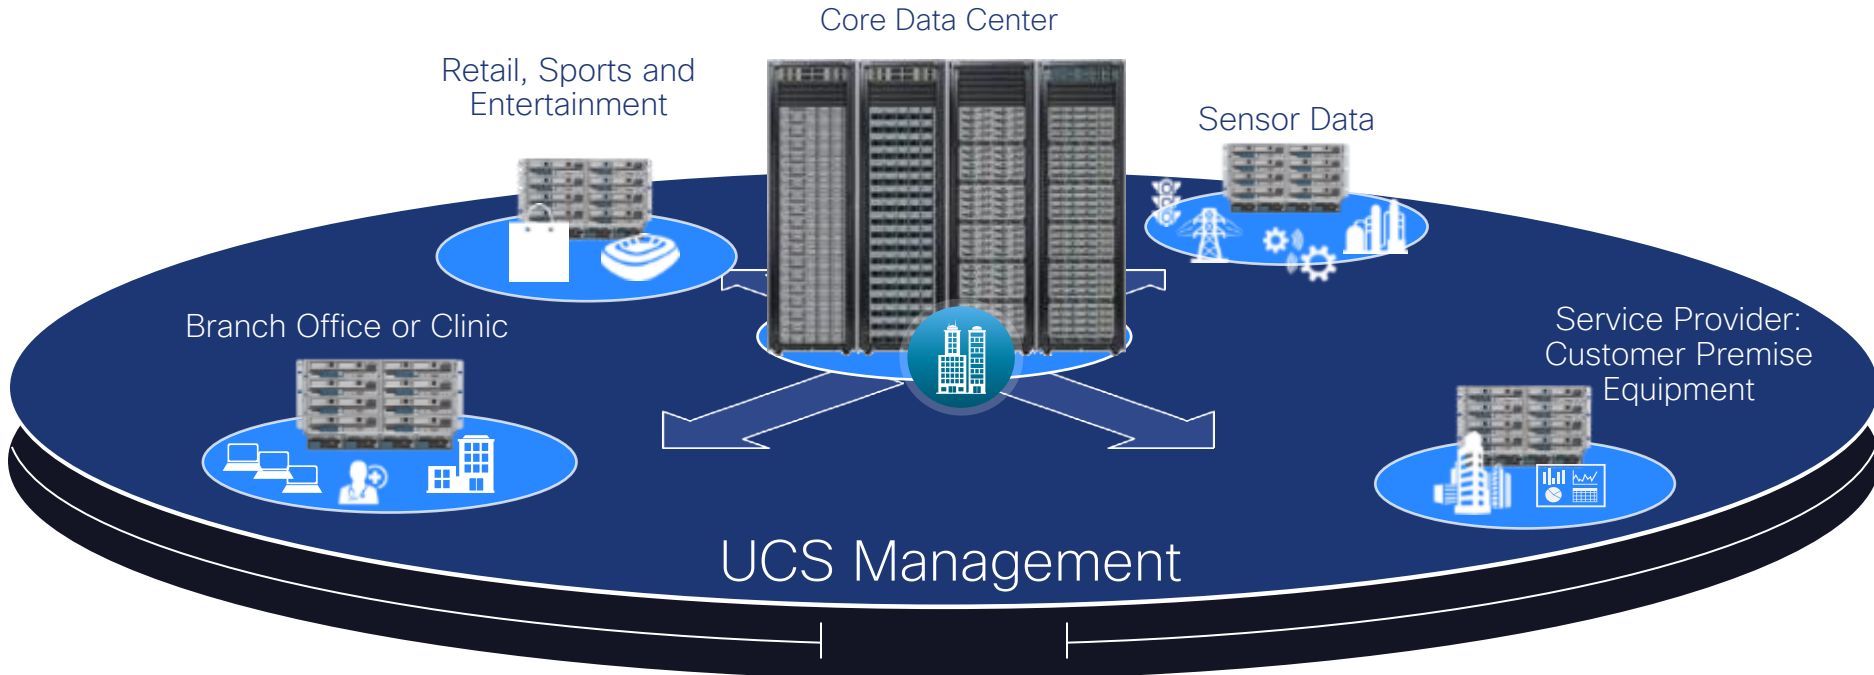 Core Data Center
Retail, Sports and
Entertainment
Sensor Data
Branch Office or Clinic
Service Provider:
Customer Premise
Equipment
UCS Management